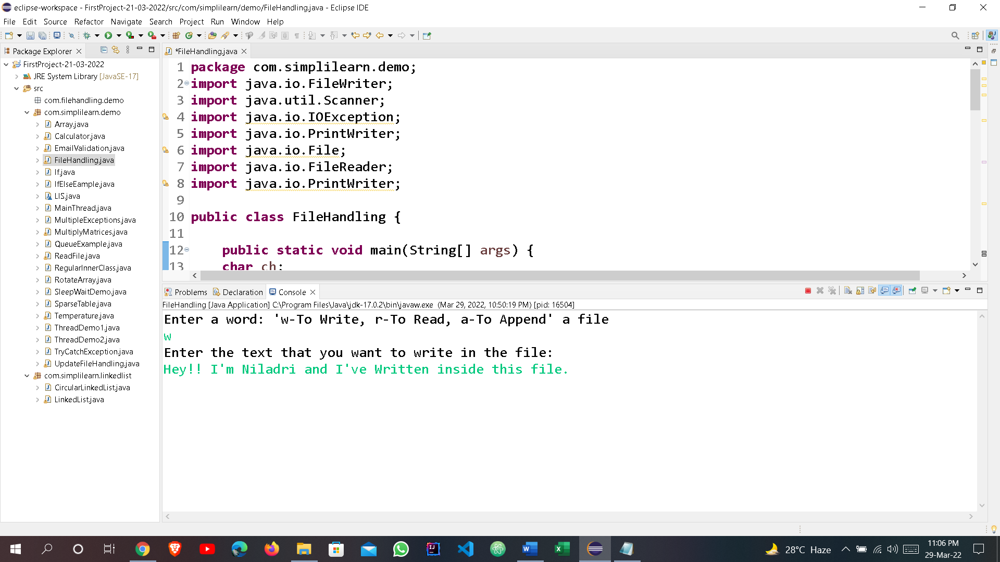 eclipse-workspace - FirstProject-21-03-2022/src/com/simplilearn/demo/FileHandling.java - Eclipse IDE
File Edit Source Refactor Navigate Search Project Run Window Help
Package Explorer
FirstProject-21-03-2022
JRE System Library [JavaSE-17]
src
com.filehandling.demo
com.simplilearn.demo
Array.java
Calculator.java
EmailValidation.java
FileHandling.java
If.java
IfElseEample.java
LIS.java
MainThread.java
MultipleExceptions.java
MultiplyMatrices.java
QueueExample.java
ReadFile.java
RegularInnerClass.java
RotateArray.java
SleepWaitDemo.java
SparseTable.java
Temperature.java
ThreadDemo1.java
ThreadDemo2.java
TryCatchException.java
UpdateFileHandling.java
com.simplilearn.linkedlist
CircularLinkedList.java
LinkedList.java
*FileHandling.java
1 package com.simplilearn.demo;
2 import java.io.FileWriter;
3 import java.util.Scanner;
4 import java.io.IOException;
5 import java.io.PrintWriter;
6 import java.io.File;
7 import java.io.FileReader;
8 import java.io.PrintWriter;
9
10 public class FileHandling {
11
12 public static void main(String[] args) {
13 char ch;
Problems Declaration Console
FileHandling [Java Application] C:\Program Files\Java\jdk-17.0.2\bin\javaw.exe (Mar 29, 2022, 10:50:19 PM) [pid: 16504]
Enter a word: 'w-To Write, r-To Read, a-To Append' a file
w
Enter the text that you want to write in the file:
Hey!! I'm Niladri and I've Written inside this file.
28°C Haze
11:06 PM
29-Mar-22